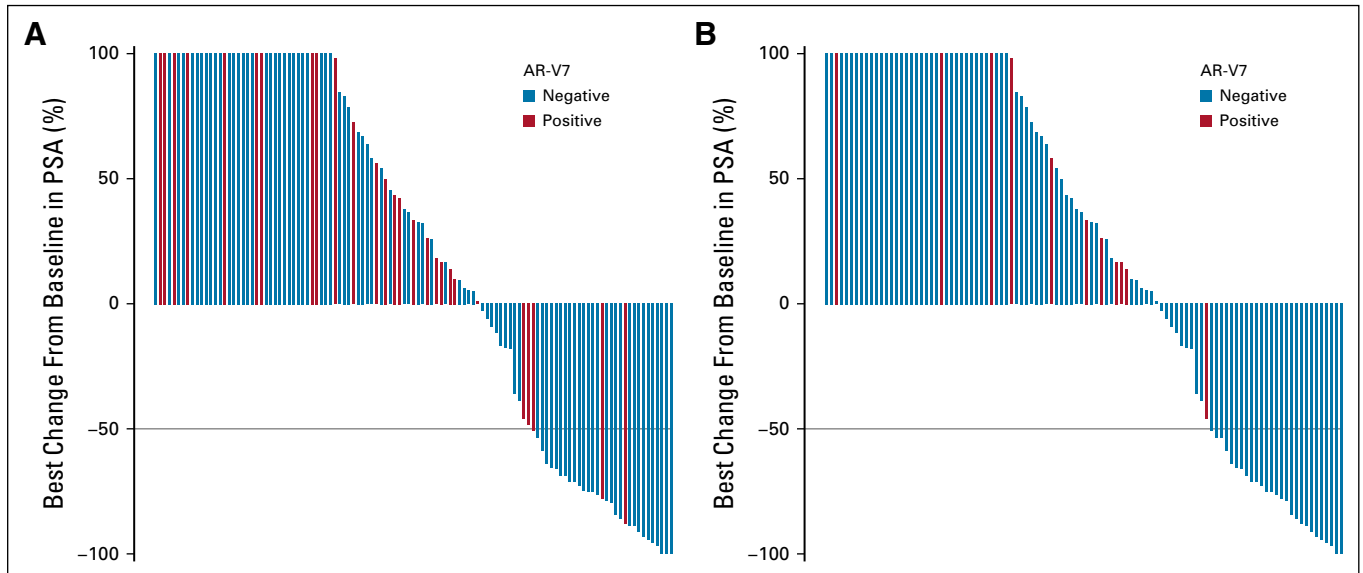 A
Best Change From Baseline in PSA (%)
100
50
0
–50
–100
AR-V7
Negative
Positive
B
Best Change From Baseline in PSA (%)
100
50
0
–50
–100
AR-V7
Negative
Positive